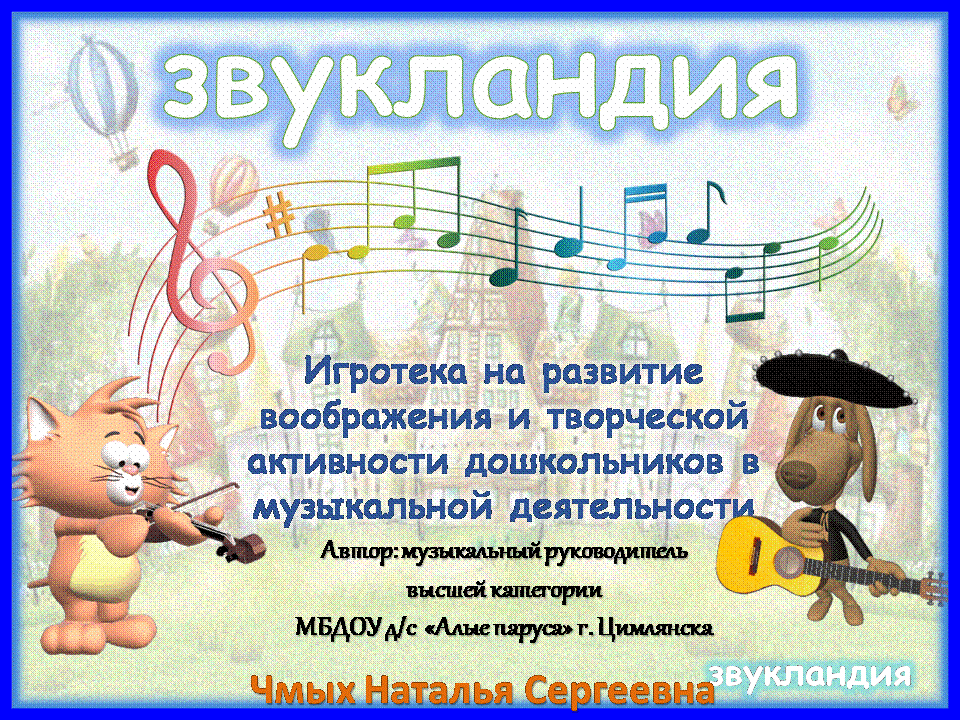 звукландия
Игротека на развитие
воображения и творческой
активности дошкольников в
музыкальной деятельности
Автор: музыкальный руководитель
высшей категории
МБДОУ д/с «Алые паруса» г. Цимлянска
Чмых Наталья Сергеевна
звукландия